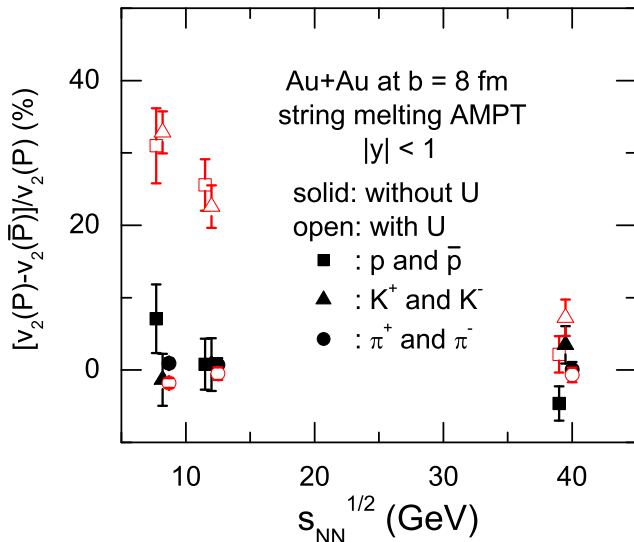 [v₂(P)-v₂(P̄)]/v₂(P) (%)
40
20
0
Au+Au at b = 8 fm
string melting AMPT
|y| < 1
solid: without U
open: with U
■ : p and p̄
▲ : K⁺ and K⁻
● : π⁺ and π⁻
10 20 30 40
s_NN^1/2 (GeV)